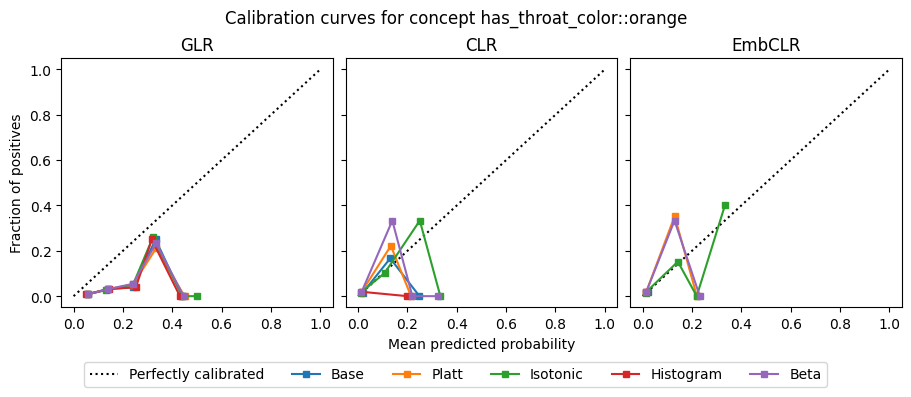 Calibration curves for concept has_throat_color::orange
GLR
CLR
EmbCLR
Fraction of positives
1.0
0.8
0.6
0.4
0.2
0.0
0.0 0.2 0.4 0.6 0.8 1.0
0.0 0.2 0.4 0.6 0.8 1.0
0.0 0.2 0.4 0.6 0.8 1.0
Mean predicted probability
Perfectly calibrated Base Platt Isotonic Histogram Beta